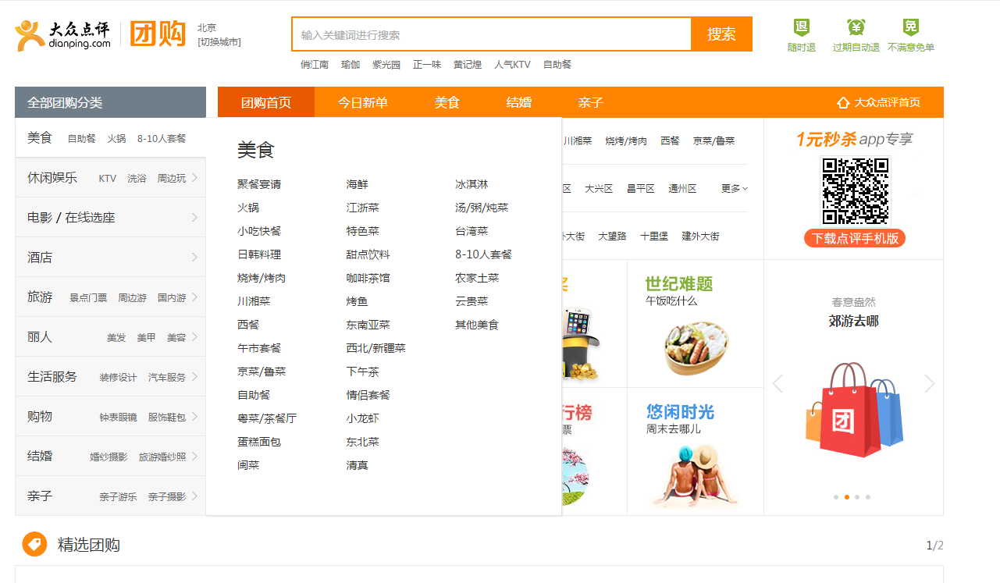 大众点评
dianping.com
团购
北京
[切换城市]
输入关键词进行搜索
搜索
俏江南 瑜伽 紫光园 正一味 黄记煌 人气KTV 自助餐
退 ¥ 免
随时退 过期自动退 不满意免单
全部团购分类
团购首页 今日新单 美食 结婚 亲子 大众点评首页
美食 自助餐 火锅 8-10人套餐
休闲娱乐 KTV 洗浴 周边玩
电影 / 在线选座
酒店
旅游 景点门票 周边游 国内游
丽人 美发 美甲 美容
生活服务 装修设计 汽车服务
购物 钟表眼镜 服饰鞋包
结婚 婚纱摄影 旅游婚纱照
亲子 亲子游乐 亲子摄影
美食
聚餐宴请 海鲜 冰淇淋
火锅 江浙菜 汤/粥/炖菜
小吃快餐 特色菜 台湾菜
日韩料理 甜点饮料 8-10人套餐
烧烤/烤肉 咖啡茶馆 农家土菜
川湘菜 烤鱼 云贵菜
西餐 东南亚菜 其他美食
午市套餐 西北/新疆菜
京菜/鲁菜 下午茶
自助餐 情侣套餐
粤菜/茶餐厅 小龙虾
蛋糕面包 东北菜
闽菜 清真
川湘菜 烧烤/烤肉 西餐 京菜/鲁菜
区 大兴区 昌平区 通州区 更多
大街 大望路 十里堡 建外大街
1元秒杀 app专享
下载点评手机版
世纪难题
午饭吃什么
行榜
票
悠闲时光
周末去哪儿
春意盎然
郊游去哪
团
精选团购
1/2